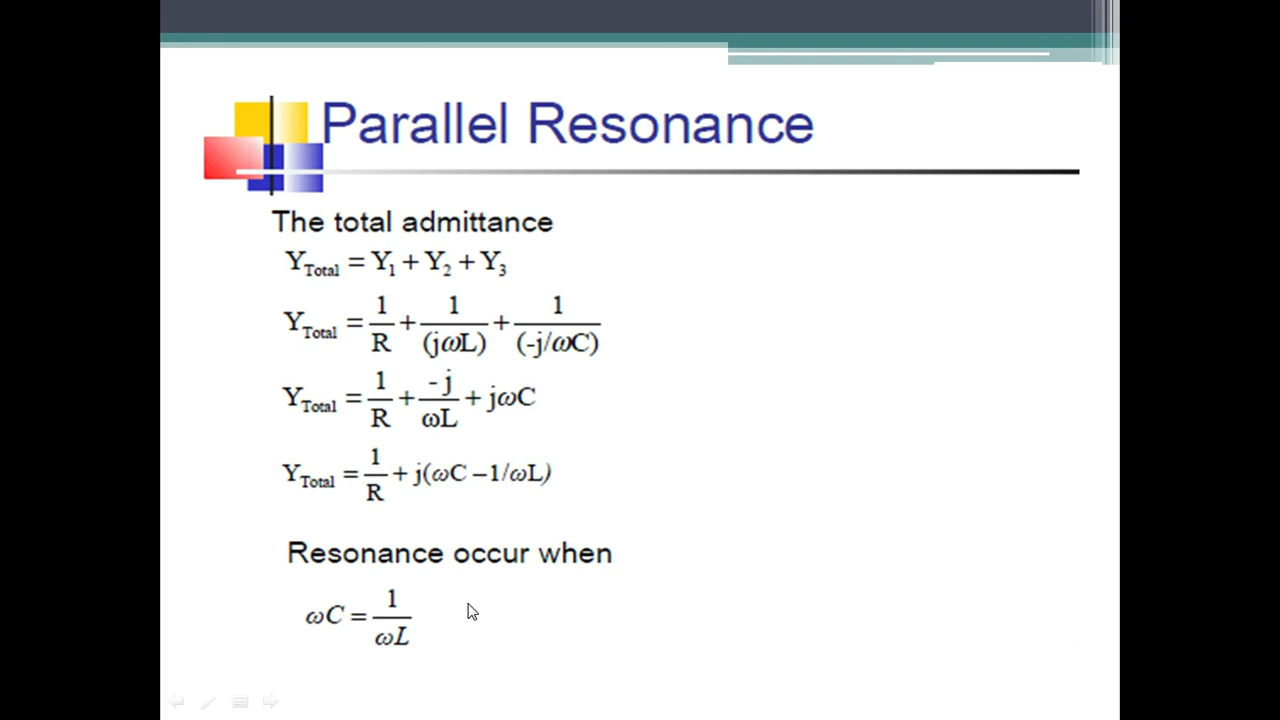 Parallel Resonance
The total admittance
Y_Total = Y_1 + Y_2 + Y_3
Y_Total = 1/R + 1/(jωL) + 1/(-j/ωC)
Y_Total = 1/R + -j/ωL + jωC
Y_Total = 1/R + j(ωC – 1/ωL)
Resonance occur when
ωC = 1/ωL